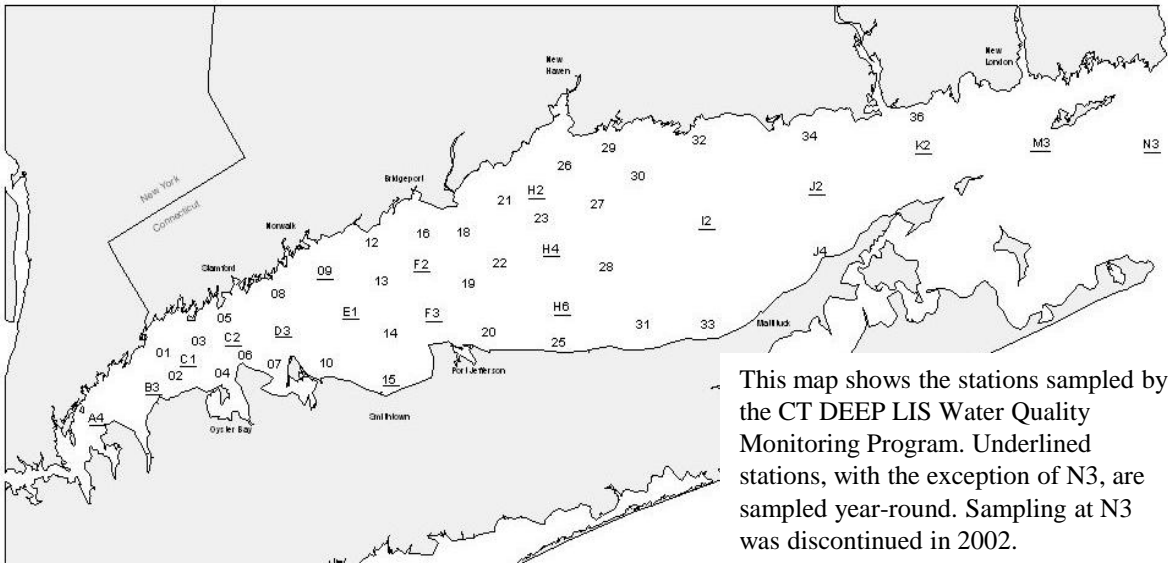 New
London
New
Haven
36
34
32
29
K2
M3
N3
26
30
New York
Bridgeport
H2
J2
21
27
Connecticut
23
I2
Norwalk
12
16
18
H4
J4
22
F2
28
Stamford
09
13
19
08
05
E1
F3
H6
31
33
Mattituck
03
C2
D3
14
20
25
01
C1
06
07
10
02
04
15
Port Jefferson
B3
A4
Smithtown
Oyster Bay
This map shows the stations sampled by
the CT DEEP LIS Water Quality
Monitoring Program. Underlined
stations, with the exception of N3, are
sampled year-round. Sampling at N3
was discontinued in 2002.